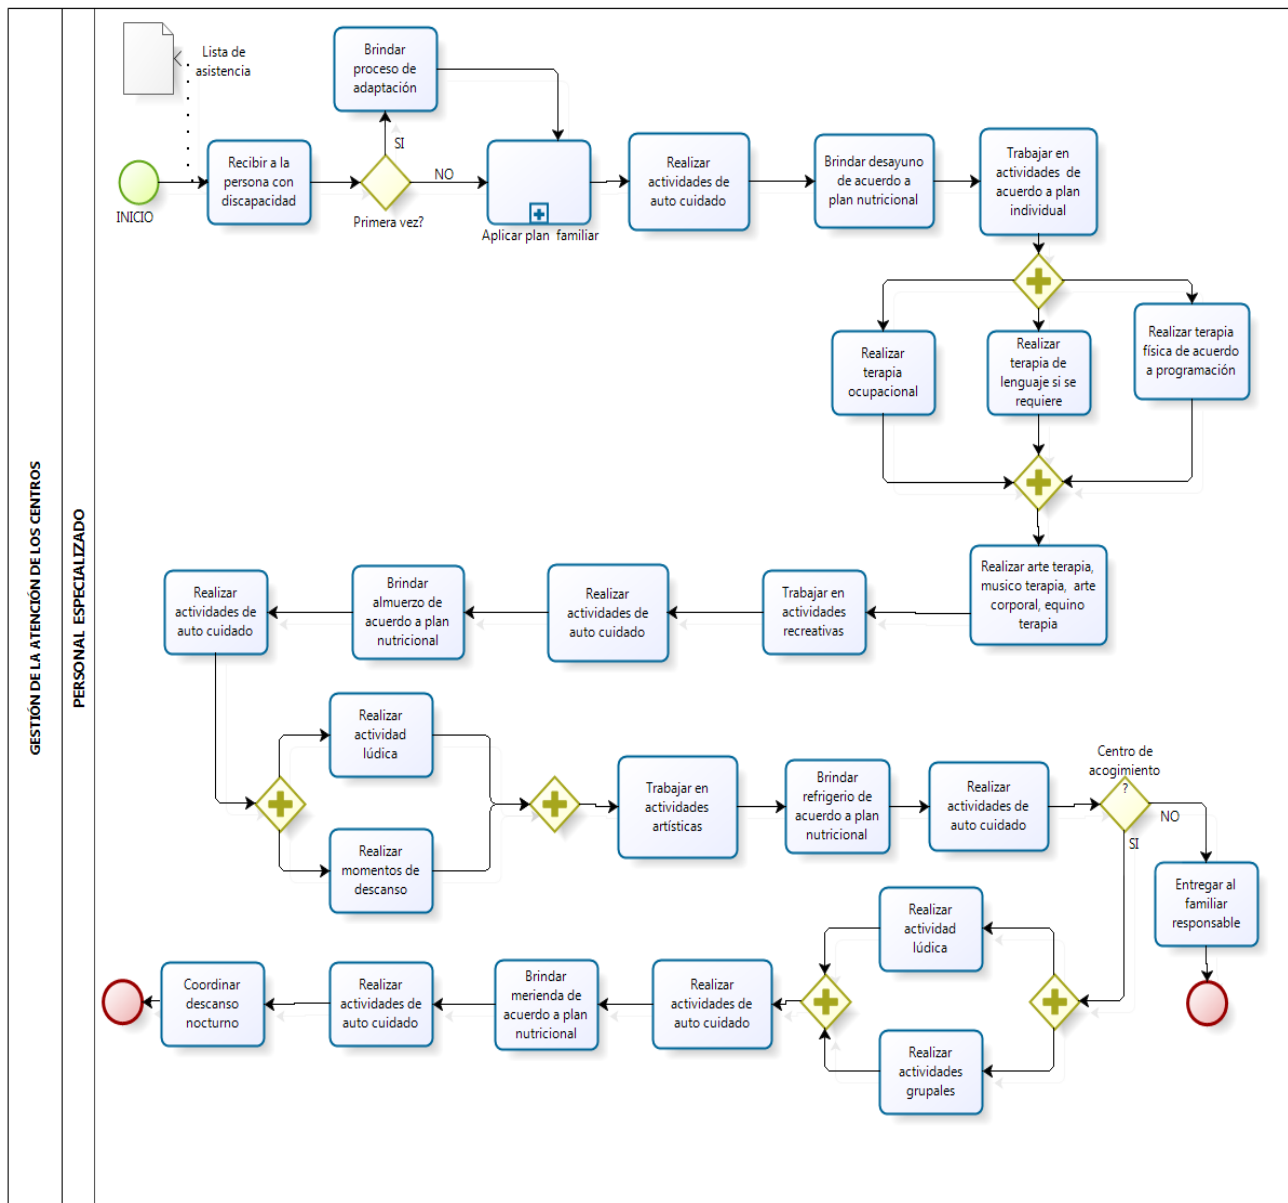 GESTIÓN DE LA ATENCIÓN DE LOS CENTROS
PERSONAL ESPECIALIZADO
Lista de
asistencia
INICIO
Recibir a la
persona con
discapacidad
Primera vez?
SI
NO
Brindar
proceso de
adaptación
Aplicar plan familiar
Realizar
actividades de
auto cuidado
Brindar desayuno
de acuerdo a
plan nutricional
Trabajar en
actividades de
acuerdo a plan
individual
Realizar
terapia
ocupacional
Realizar
terapia de
lenguaje si se
requiere
Realizar terapia
física de acuerdo
a programación
Realizar arte terapia,
musico terapia, arte
corporal, equino
terapia
Trabajar en
actividades
recreativas
Realizar
actividades de
auto cuidado
Brindar
almuerzo de
acuerdo a plan
nutricional
Realizar
actividades de
auto cuidado
Realizar
actividad
lúdica
Realizar
momentos de
descanso
Trabajar en
actividades
artísticas
Brindar
refrigerio de
acuerdo a plan
nutricional
Realizar
actividades de
auto cuidado
Centro de
acogimiento
?
NO
SI
Entregar al
familiar
responsable
Realizar
actividad
lúdica
Realizar
actividades
grupales
Realizar
actividades de
auto cuidado
Brindar
merienda de
acuerdo a plan
nutricional
Realizar
actividades de
auto cuidado
Coordinar
descanso
nocturno